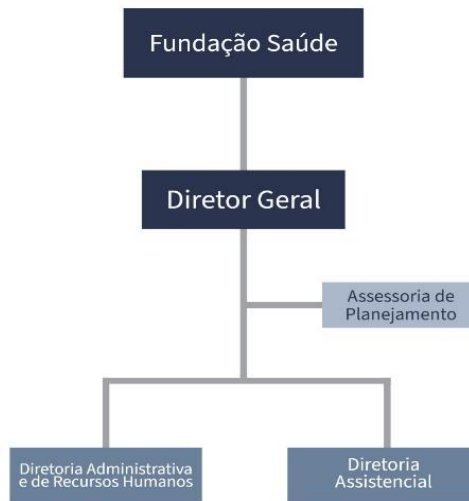 Fundação Saúde
Diretor Geral
Assessoria de
Planejamento
Diretoria Administrativa
e de Recursos Humanos
Diretoria
Assistencial